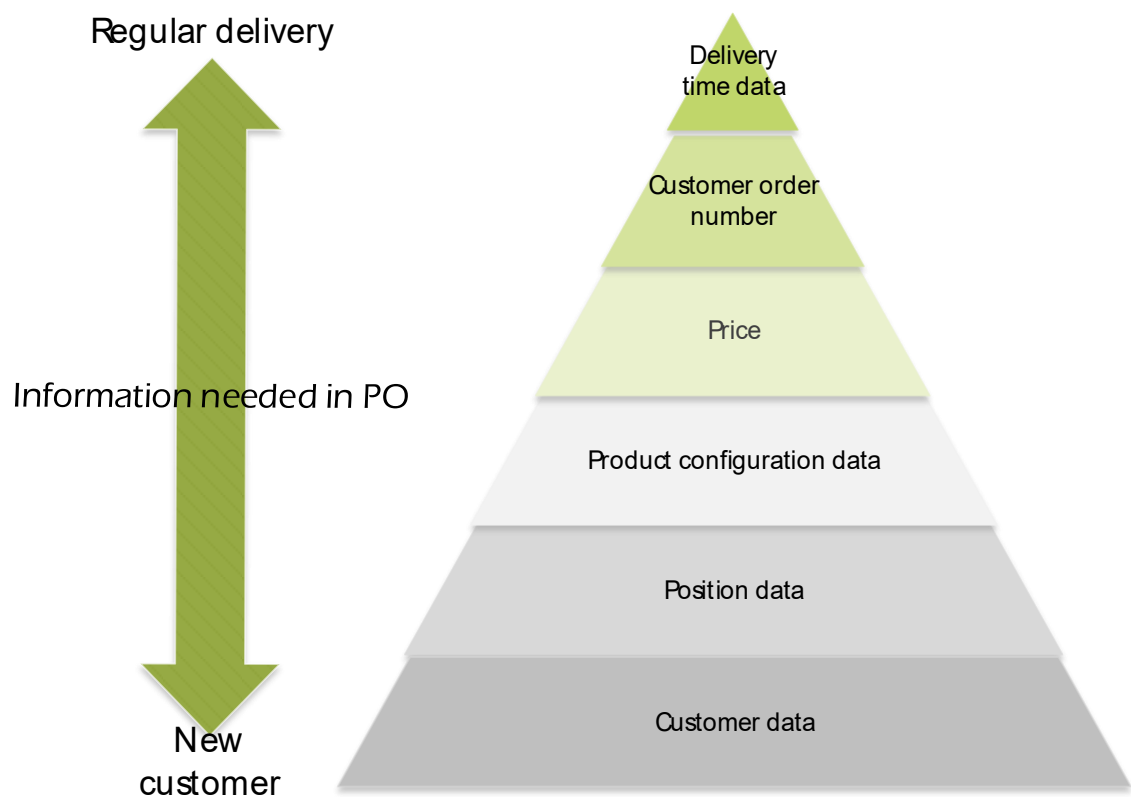 Regular delivery
Information needed in PO
New
customer
Delivery
time data
Customer order
number
Price
Product configuration data
Position data
Customer data